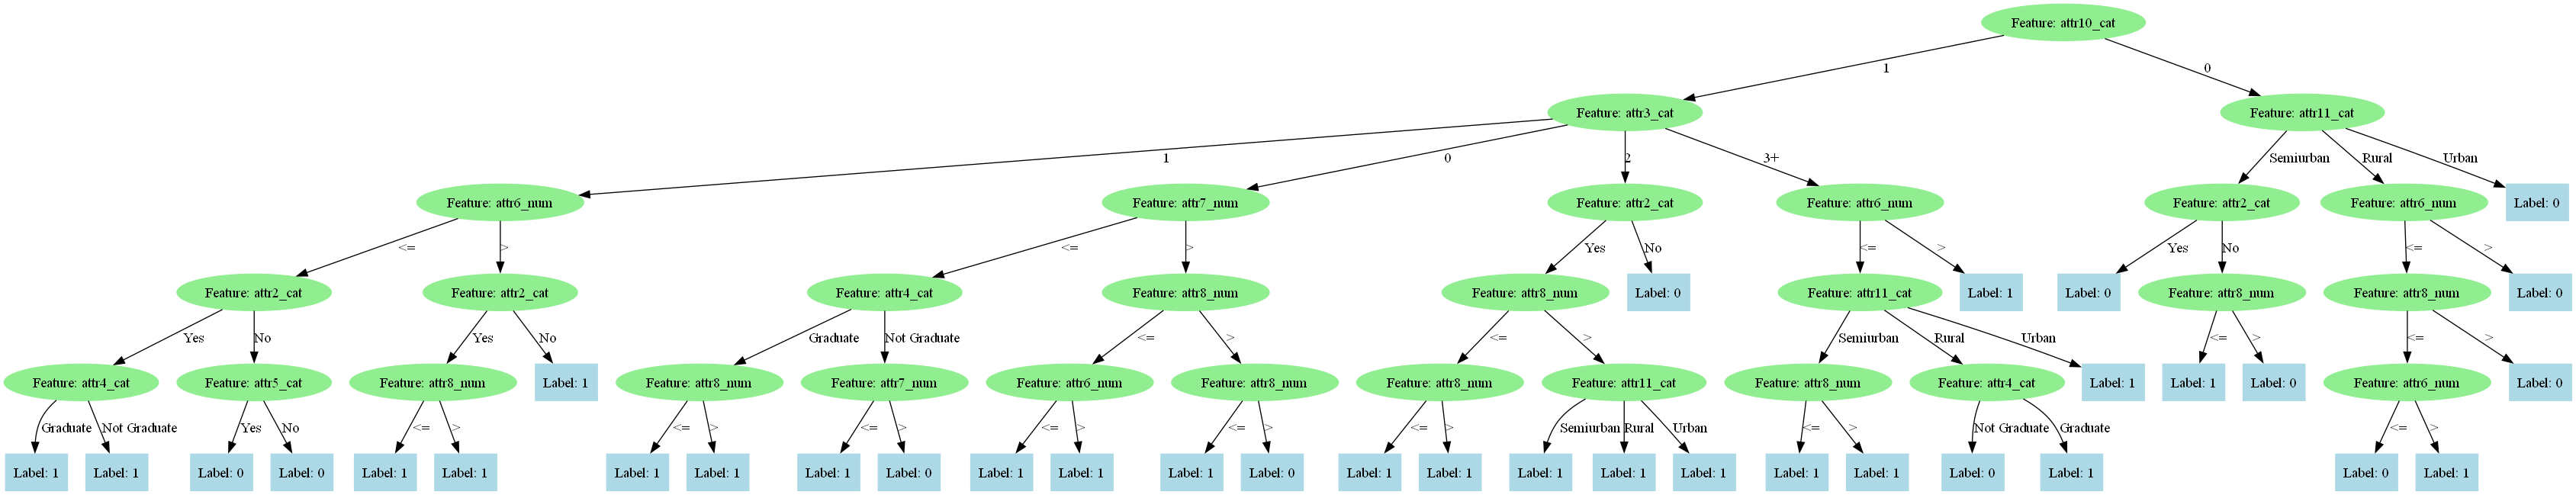 Feature: attr10_cat
1
0
Feature: attr3_cat
Feature: attr11_cat
1
0
2
3+
Semiurban
Rural
Urban
Feature: attr6_num
Feature: attr7_num
Feature: attr2_cat
Feature: attr6_num
Feature: attr2_cat
Feature: attr6_num
Label: 0
<=
>
<=
>
Yes
No
<=
>
Yes
No
<=
>
Feature: attr2_cat
Feature: attr2_cat
Feature: attr4_cat
Feature: attr8_num
Feature: attr8_num
Label: 0
Feature: attr11_cat
Label: 1
Label: 0
Feature: attr8_num
Feature: attr8_num
Label: 0
Yes
No
Yes
No
Graduate
Not Graduate
<=
>
<=
>
Semiurban
Rural
Urban
<=
>
<=
>
Feature: attr4_cat
Feature: attr5_cat
Feature: attr8_num
Label: 1
Feature: attr8_num
Feature: attr7_num
Feature: attr6_num
Feature: attr8_num
Feature: attr8_num
Feature: attr11_cat
Feature: attr8_num
Feature: attr4_cat
Label: 1
Label: 1
Label: 0
Feature: attr6_num
Label: 0
Graduate
Not Graduate
Yes
No
<=
>
<=
>
<=
>
<=
>
<=
>
<=
>
Semiurban
Rural
Urban
<=
>
Not Graduate
Graduate
<=
>
Label: 1
Label: 1
Label: 0
Label: 0
Label: 1
Label: 1
Label: 1
Label: 1
Label: 1
Label: 0
Label: 1
Label: 1
Label: 1
Label: 0
Label: 1
Label: 1
Label: 1
Label: 1
Label: 1
Label: 1
Label: 1
Label: 0
Label: 1
Label: 0
Label: 1